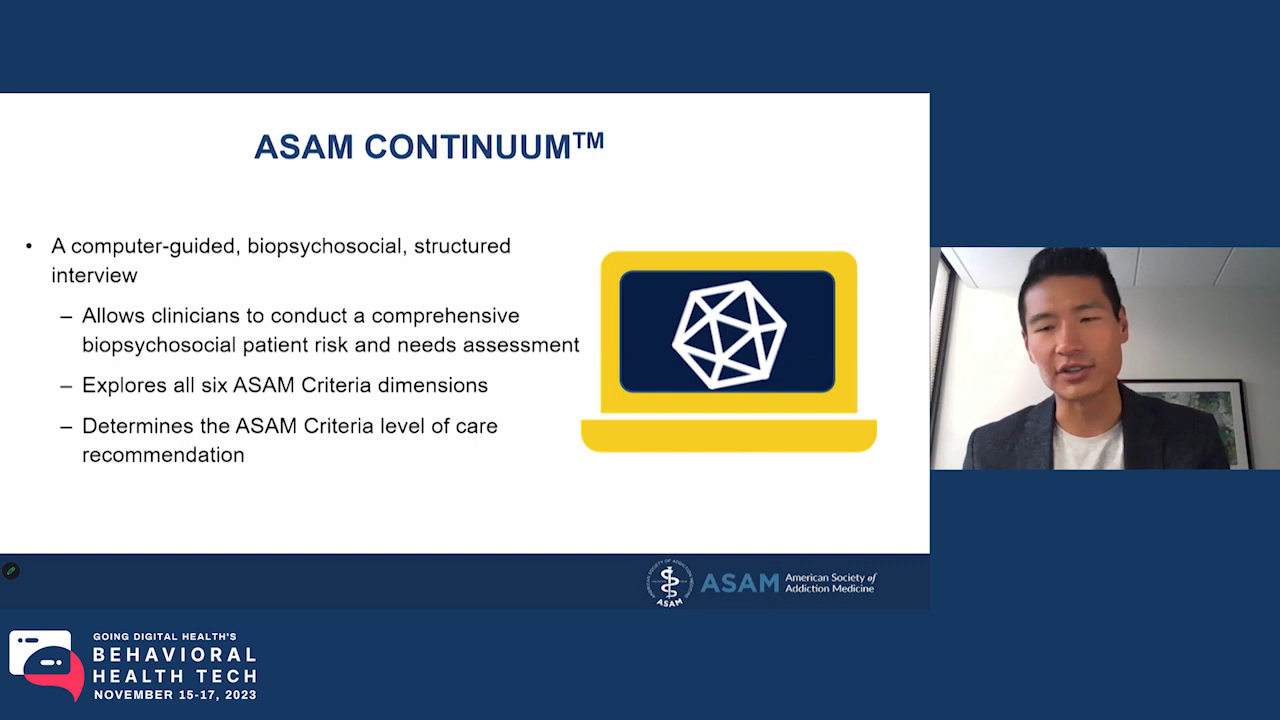 ASAM CONTINUUM™
• A computer-guided, biopsychosocial, structured
interview
– Allows clinicians to conduct a comprehensive
biopsychosocial patient risk and needs assessment
– Explores all six ASAM Criteria dimensions
– Determines the ASAM Criteria level of care
recommendation
ASAM
ASAM
American Society of
Addiction Medicine
GOING DIGITAL HEALTH'S
BEHAVIORAL
HEALTH TECH
NOVEMBER 15-17, 2023